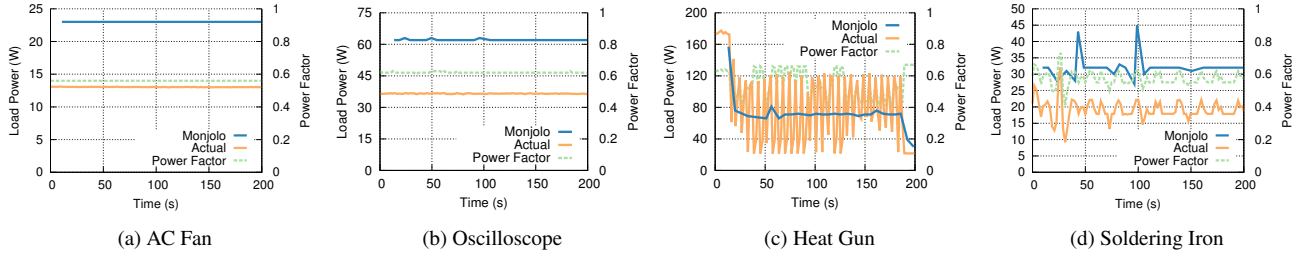 25
20
15
10
5
0
Load Power (W)
1
0.8
0.6
0.4
0.2
0
Power Factor
Monjolo
Actual
Power Factor
0 50 100 150 200
Time (s)
(a) AC Fan
75
60
45
30
15
0
Load Power (W)
1
0.8
0.6
0.4
0.2
0
Power Factor
Monjolo
Actual
Power Factor
0 50 100 150 200
Time (s)
(b) Oscilloscope
200
160
120
80
40
0
Load Power (W)
1
0.8
0.6
0.4
0.2
0
Power Factor
Monjolo
Actual
Power Factor
0 50 100 150 200
Time (s)
(c) Heat Gun
50
45
40
35
30
25
20
15
10
5
0
Load Power (W)
1
0.8
0.6
0.4
0.2
0
Power Factor
Monjolo
Actual
Power Factor
0 50 100 150 200
Time (s)
(d) Soldering Iron